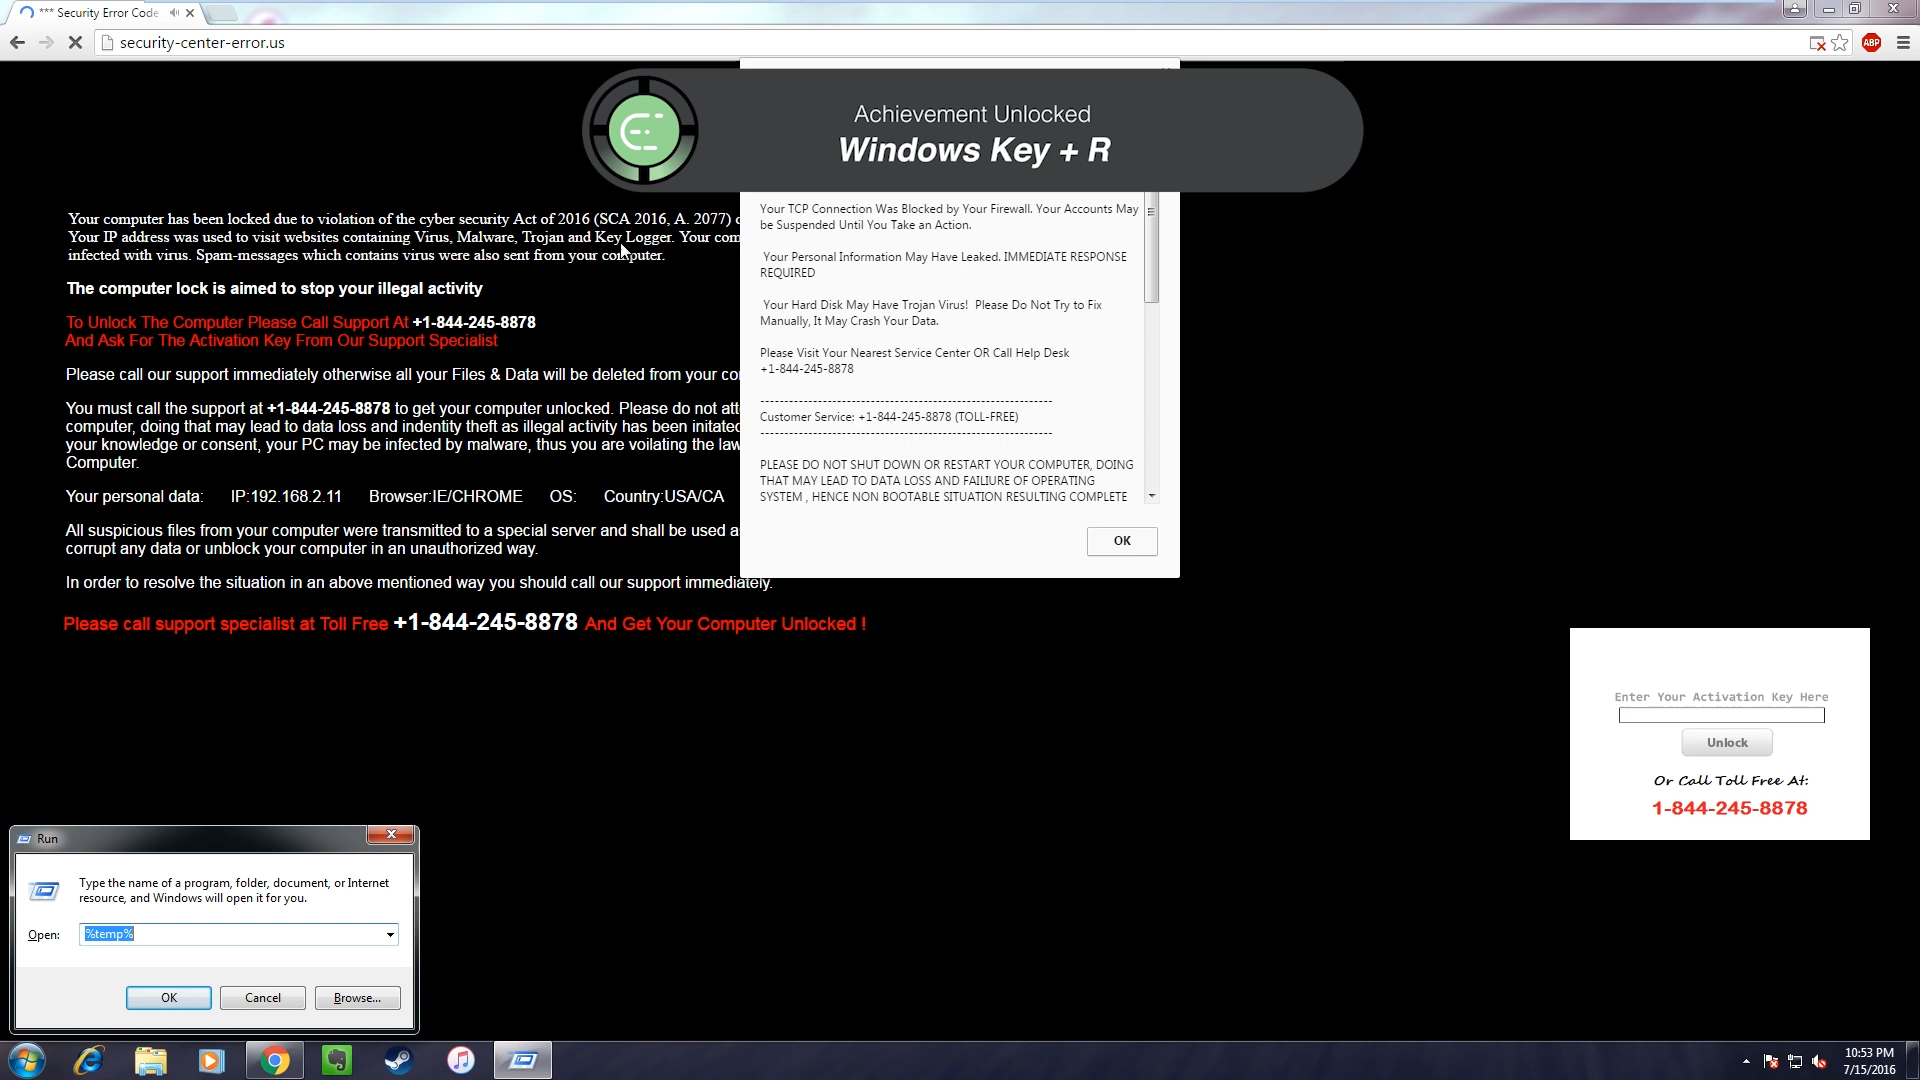 *** Security Error Code
security-center-error.us
ABP
Achievement Unlocked
Windows Key + R
Your computer has been locked due to violation of the cyber security Act of 2016 (SCA 2016, A. 2077)
Your IP address was used to visit websites containing Virus, Malware, Trojan and Key Logger. Your com
infected with virus. Spam-messages which contains virus were also sent from your computer.
The computer lock is aimed to stop your illegal activity
To Unlock The Computer Please Call Support At +1-844-245-8878
And Ask For The Activation Key From Our Support Specialist
Please call our support immediately otherwise all your Files & Data will be deleted from your co
You must call the support at +1-844-245-8878 to get your computer unlocked. Please do not att
computer, doing that may lead to data loss and indentity theft as illegal activity has been initated
your knowledge or consent, your PC may be infected by malware, thus you are voilating the law
Computer.
Your personal data: IP:192.168.2.11 Browser:IE/CHROME OS: Country:USA/CA
All suspicious files from your computer were transmitted to a special server and shall be used a
corrupt any data or unblock your computer in an unauthorized way.
In order to resolve the situation in an above mentioned way you should call our support immediately.
Please call support specialist at Toll Free +1-844-245-8878 And Get Your Computer Unlocked !
Your TCP Connection Was Blocked by Your Firewall. Your Accounts May
be Suspended Until You Take an Action.
Your Personal Information May Have Leaked. IMMEDIATE RESPONSE
REQUIRED
Your Hard Disk May Have Trojan Virus! Please Do Not Try to Fix
Manually, It May Crash Your Data.
Please Visit Your Nearest Service Center OR Call Help Desk
+1-844-245-8878
----------------------------------------------------------
Customer Service: +1-844-245-8878 (TOLL-FREE)
----------------------------------------------------------
PLEASE DO NOT SHUT DOWN OR RESTART YOUR COMPUTER, DOING
THAT MAY LEAD TO DATA LOSS AND FAILIURE OF OPERATING
SYSTEM , HENCE NON BOOTABLE SITUATION RESULTING COMPLETE
OK
Enter Your Activation Key Here
Unlock
Or Call Toll Free At:
1-844-245-8878
Run
Type the name of a program, folder, document, or Internet
resource, and Windows will open it for you.
Open: %temp%
OK Cancel Browse...
10:53 PM
7/15/2016